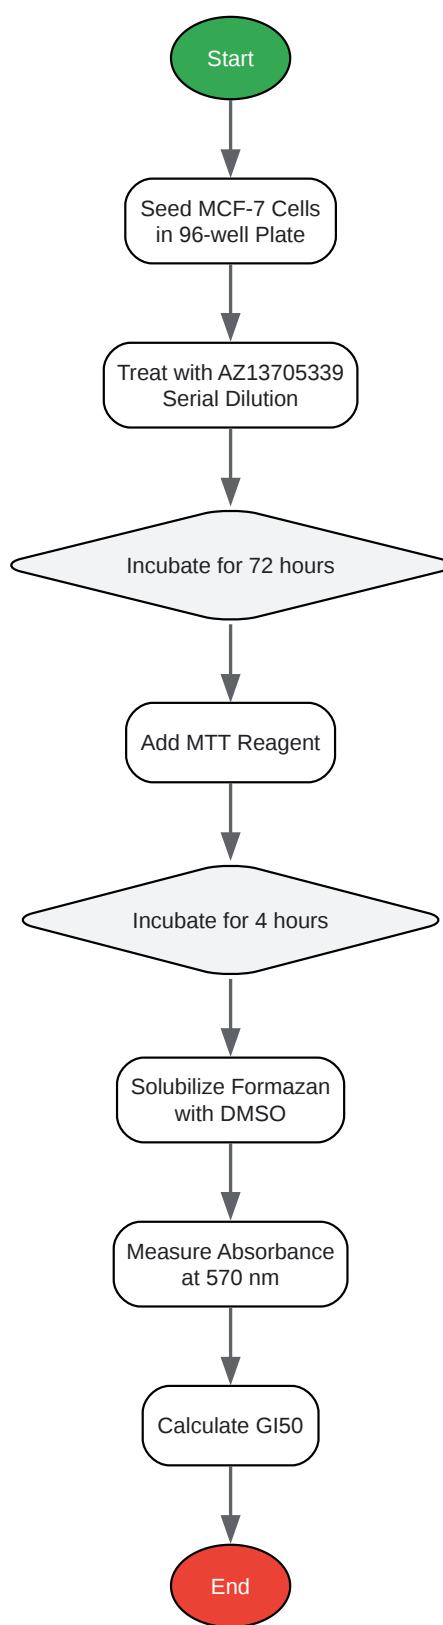 Start
Seed MCF-7 Cells
in 96-well Plate
Treat with AZ13705339
Serial Dilution
Incubate for 72 hours
Add MTT Reagent
Incubate for 4 hours
Solubilize Formazan
with DMSO
Measure Absorbance
at 570 nm
Calculate GI50
End